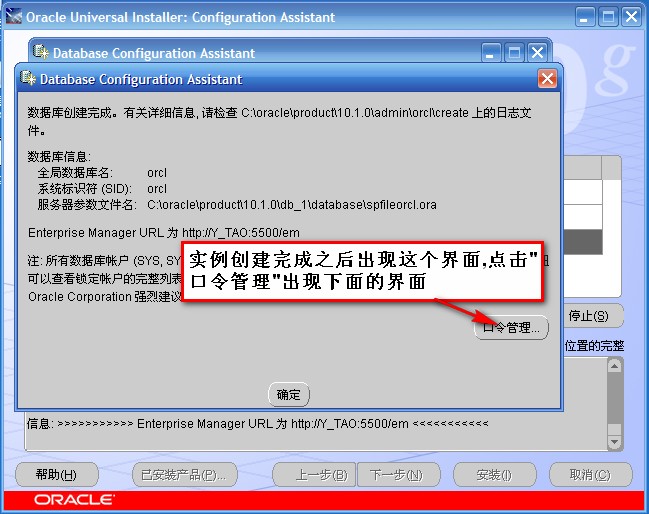 Oracle Universal Installer: Configuration Assistant
Database Configuration Assistant
Database Configuration Assistant
数据库创建完成。有关详细信息, 请检查 C:\oracle\product\10.1.0\admin\orcl\create 上的日志文
件。
数据库信息:
全局数据库名: orcl
系统标识符 (SID): orcl
服务器参数文件名: C:\oracle\product\10.1.0\db_1\database\spfileorcl.ora
Enterprise Manager URL 为 http://Y_TAO:5500/em
注: 所有数据库帐户 (SYS, SY
钮
可以查看锁定帐户的完整列表
Oracle Corporation 强烈建议
实例创建完成之后出现这个界面,点击"
口令管理"出现下面的界面
停止(S)
口令管理...
位置的完整
确定
信息: >>>>>>>>>>> Enterprise Manager URL 为 http://Y_TAO:5500/em <<<<<<<<<<<
帮助(H)
已安装产品(P)...
上一步(B)
下一步(N)
安装(I)
取消(C)
ORACLE
g